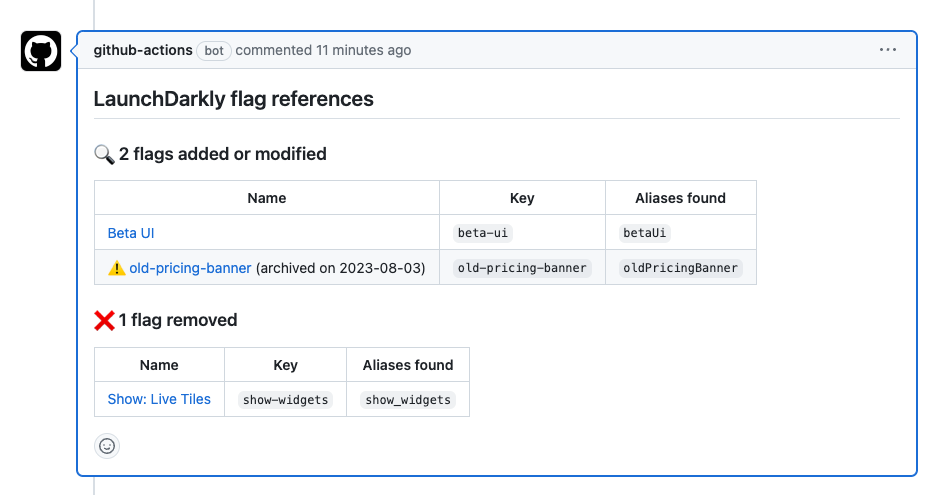 github-actions bot commented 11 minutes ago
LaunchDarkly flag references
2 flags added or modified
Name Key Aliases found
Beta UI beta-ui betaUi
old-pricing-banner (archived on 2023-08-03) old-pricing-banner oldPricingBanner
1 flag removed
Name Key Aliases found
Show: Live Tiles show-widgets show_widgets